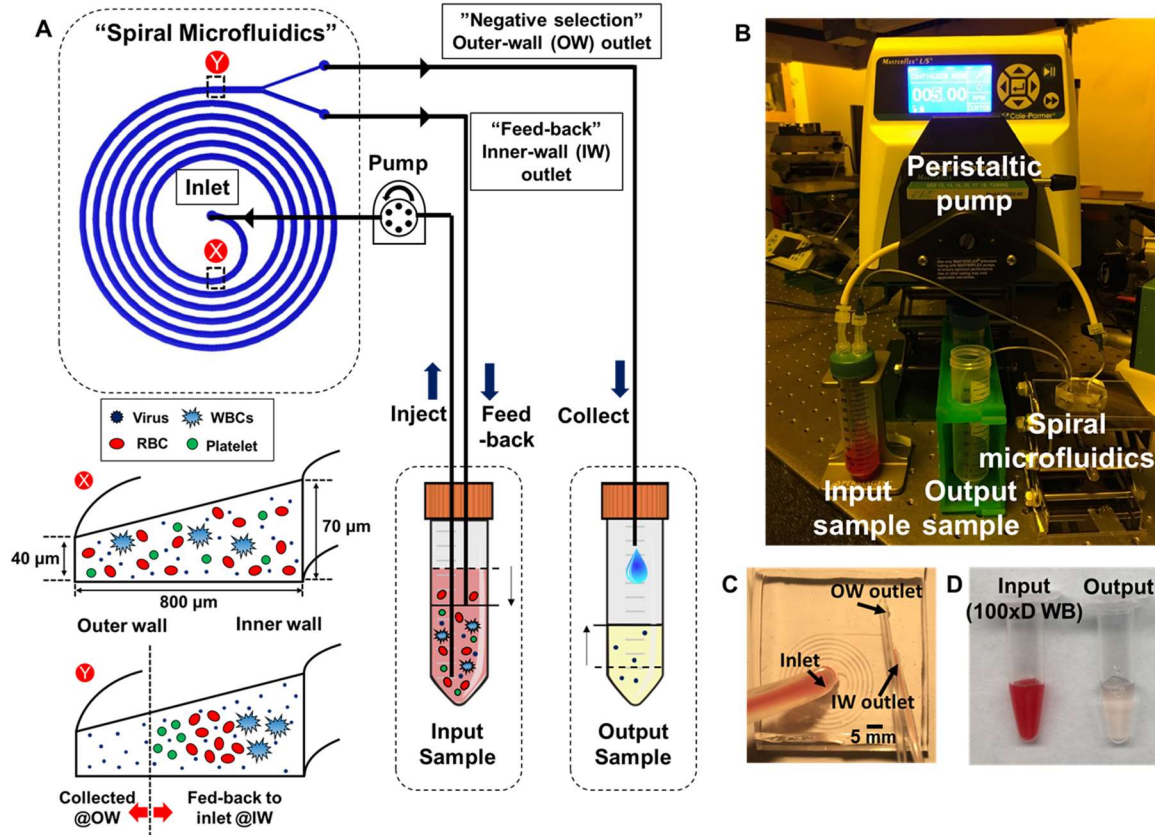 A
“Spiral Microfluidics”
Y
Inlet
X
”Negative selection”
Outer-wall (OW) outlet
“Feed-back”
Inner-wall (IW)
outlet
Pump
Inject
Feed
-back
Collect
Virus
WBCs
RBC
Platelet
X
40 µm
70 µm
800 µm
Outer wall
Inner wall
Y
Collected
@OW
Fed-back to
inlet @IW
Input
Sample
Output
Sample
B
MASTERFLEX L/S
005.00
Cole-Parmer
Peristaltic
pump
Spiral
microfluidics
Input
sample
Output
sample
C
OW outlet
Inlet
IW outlet
5 mm
D
Input
(100xD WB)
Output